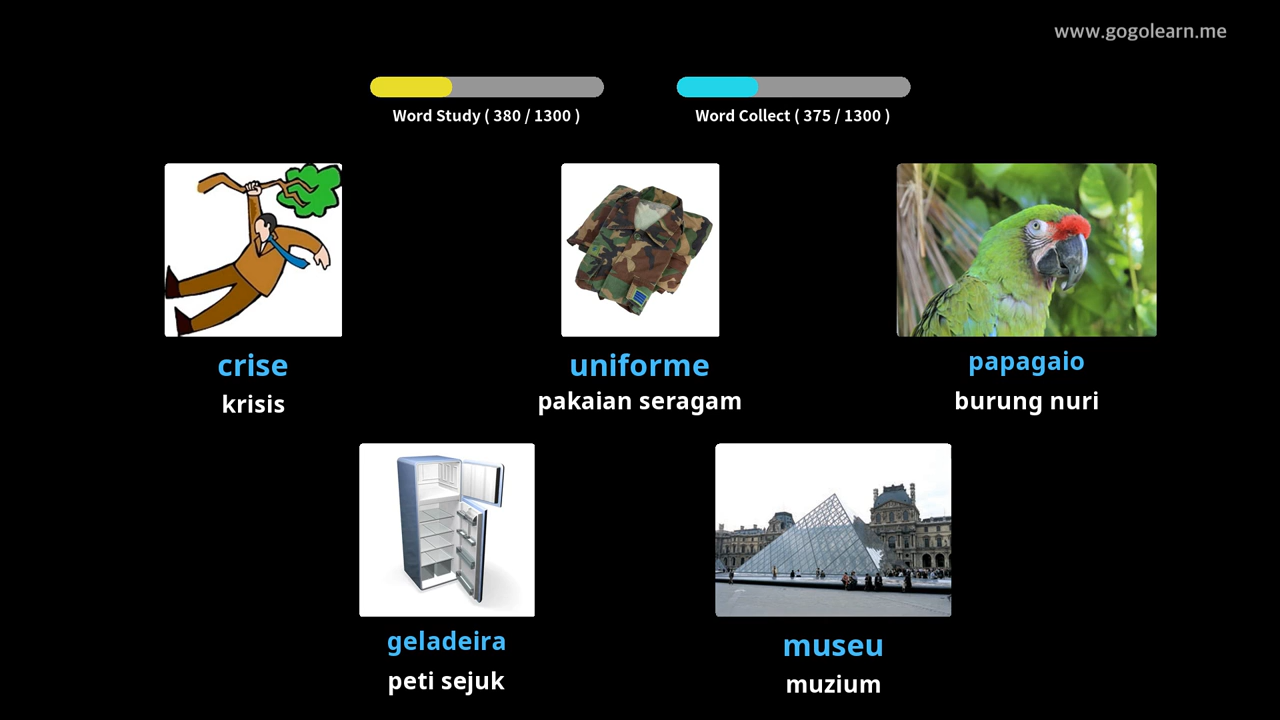 www.gogolearn.me
Word Study ( 380 / 1300 )
Word Collect ( 375 / 1300 )
crise
krisis
uniforme
pakaian seragam
papagaio
burung nuri
geladeira
peti sejuk
museu
muzium